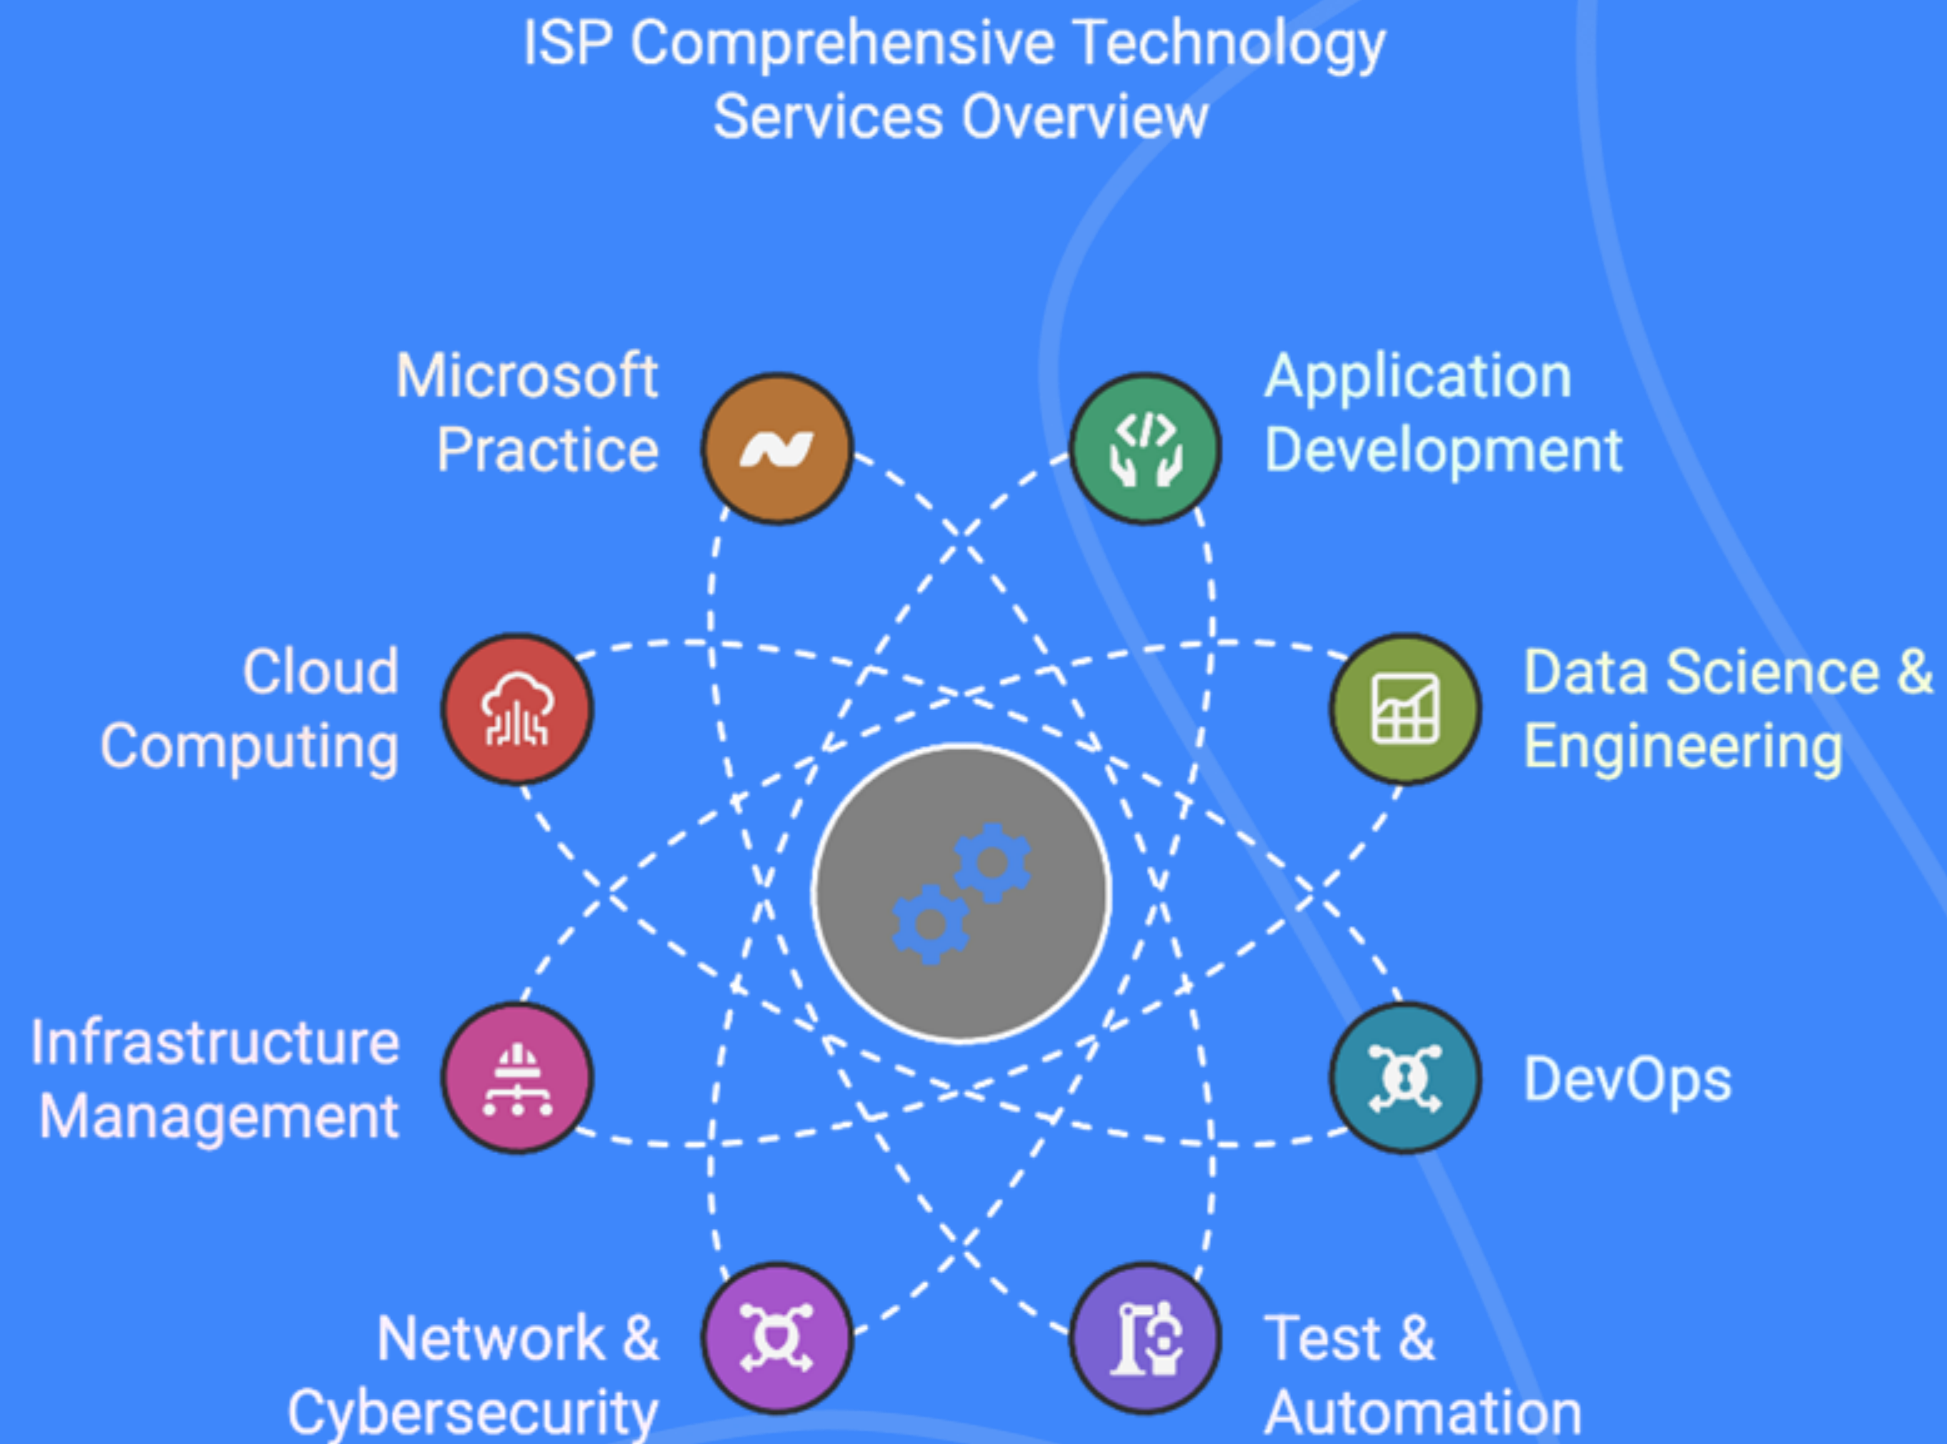 ISP Comprehensive Technology
Services Overview
Microsoft
Practice
Application
Development
Cloud
Computing
Data Science &
Engineering
Infrastructure
Management
DevOps
Network &
Cybersecurity
Test &
Automation